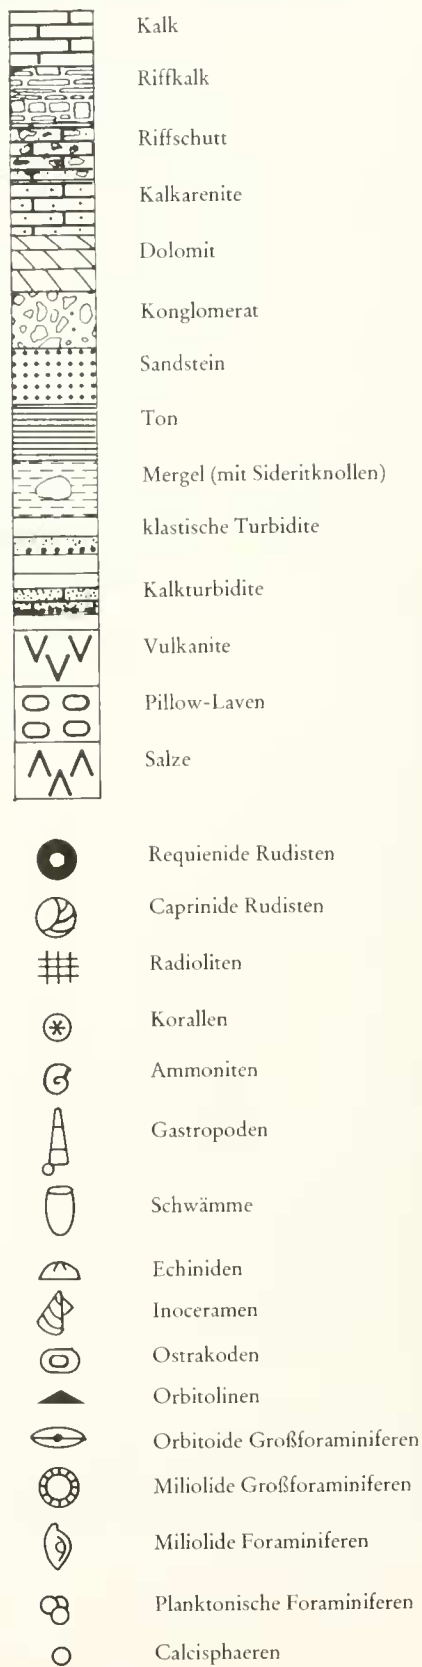 Kalk
Riffkalk
Riffschutt
Kalkarenite
Dolomit
Konglomerat
Sandstein
Ton
Mergel (mit Sideritknollen)
klastische Turbidite
Kalkturbidite
Vulkanite
Pillow-Laven
Salze
Requienide Rudisten
Caprinide Rudisten
Radioliten
Korallen
Ammoniten
Gastropoden
Schwämme
Echiniden
Inoceramen
Ostrakoden
Orbitolinen
Orbitoide Großforaminiferen
Miliolide Großforaminiferen
Miliolide Foraminiferen
Planktonische Foraminiferen
Calcisphaeren